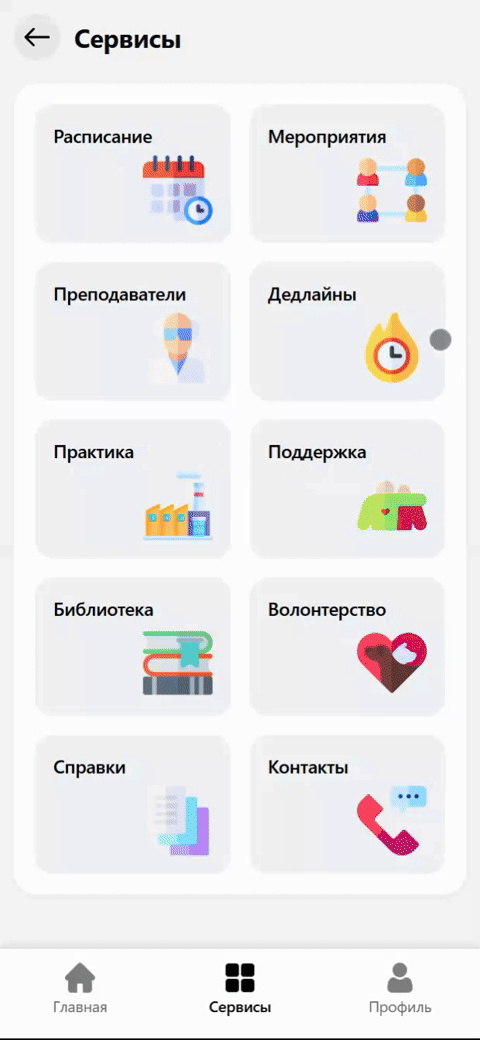 Сервисы
Расписание
Мероприятия
Преподаватели
Дедлайны
Практика
Поддержка
Библиотека
Волонтерство
Справки
Контакты
Главная
Сервисы
Профиль